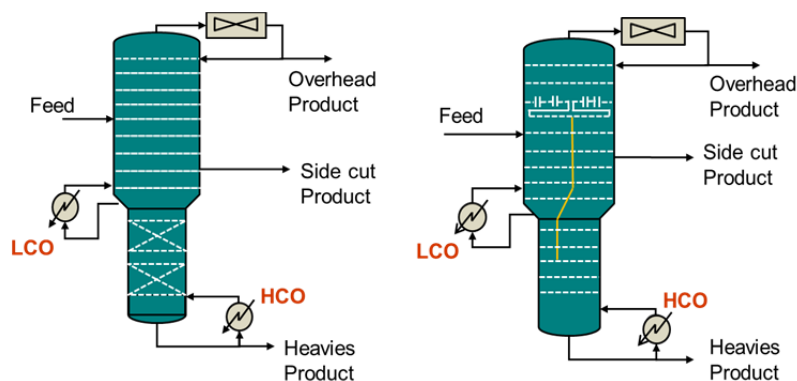 Overhead
Product
Feed
Side cut
Product
LCO
HCO
Heavies
Product
Overhead
Product
Feed
Side cut
Product
LCO
HCO
Heavies
Product